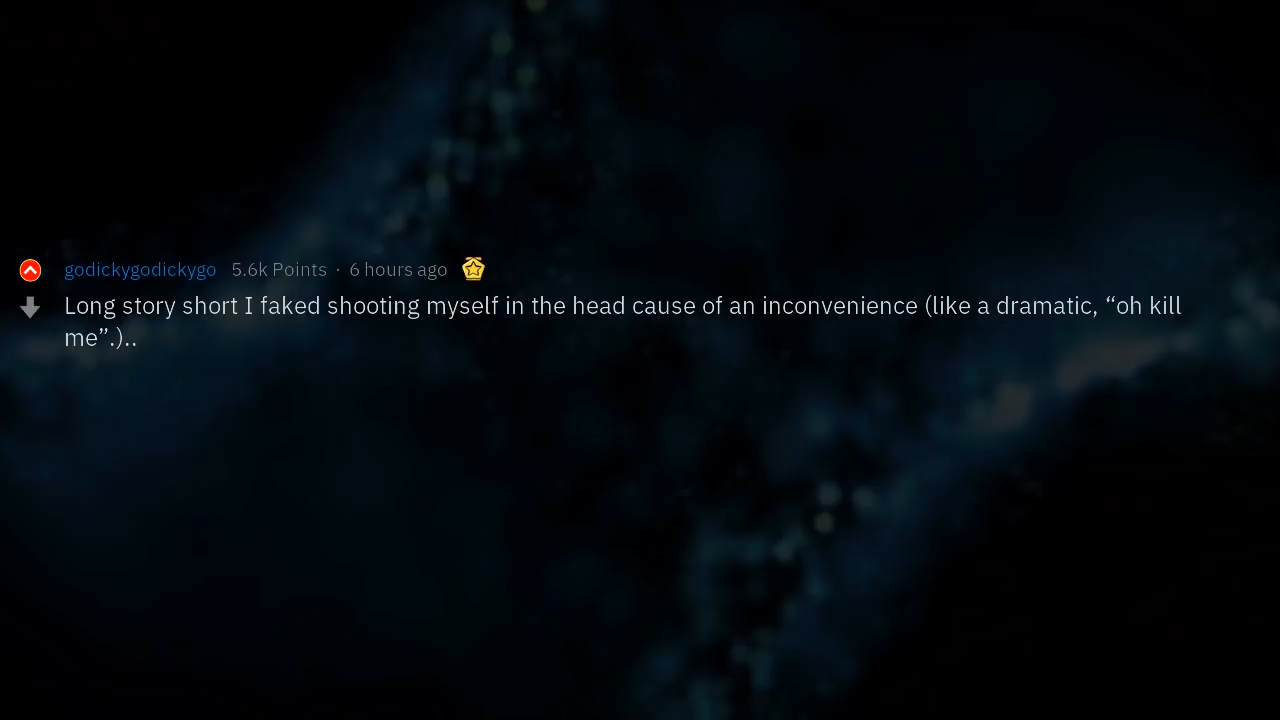 godickygodickygo 5.6k Points · 6 hours ago
Long story short I faked shooting myself in the head cause of an inconvenience (like a dramatic, “oh kill
me”.)..